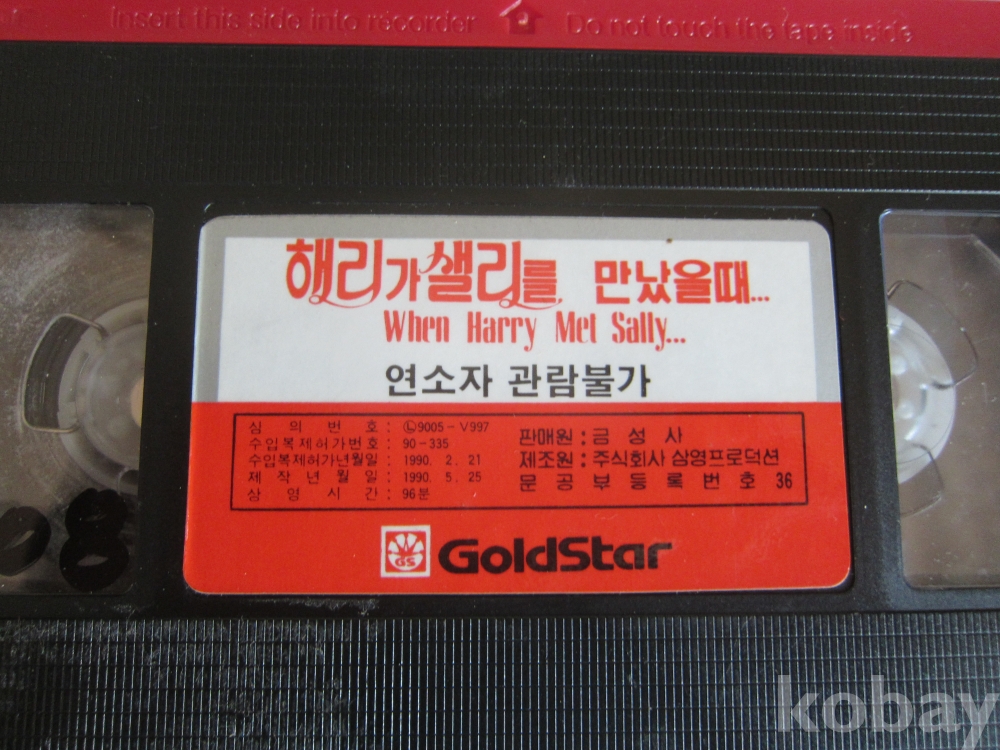 Insert this side into recorder Do not touch the tape inside
해리가 샐리를 만났을때...
When Harry Met Sally...
연소자 관람불가
심의번호 : Ⓛ9005-V997
수입복제허가번호 : 90-335
수입복제허가년월일 : 1990. 2. 21
제작년월일 : 1990. 5. 25
상영시간 : 96분
판매원 : 금성사
제조원 : 주식회사 삼영프로덕션
문공부등록번호 36
GS GoldStar
08
kobay